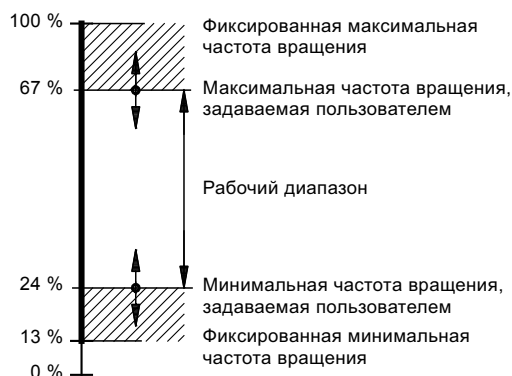 100 %
Фиксированная максимальная
частота вращения
67 %
Максимальная частота вращения,
задаваемая пользователем
Рабочий диапазон
24 %
Минимальная частота вращения,
задаваемая пользователем
13 %
Фиксированная минимальная
частота вращения
0 %